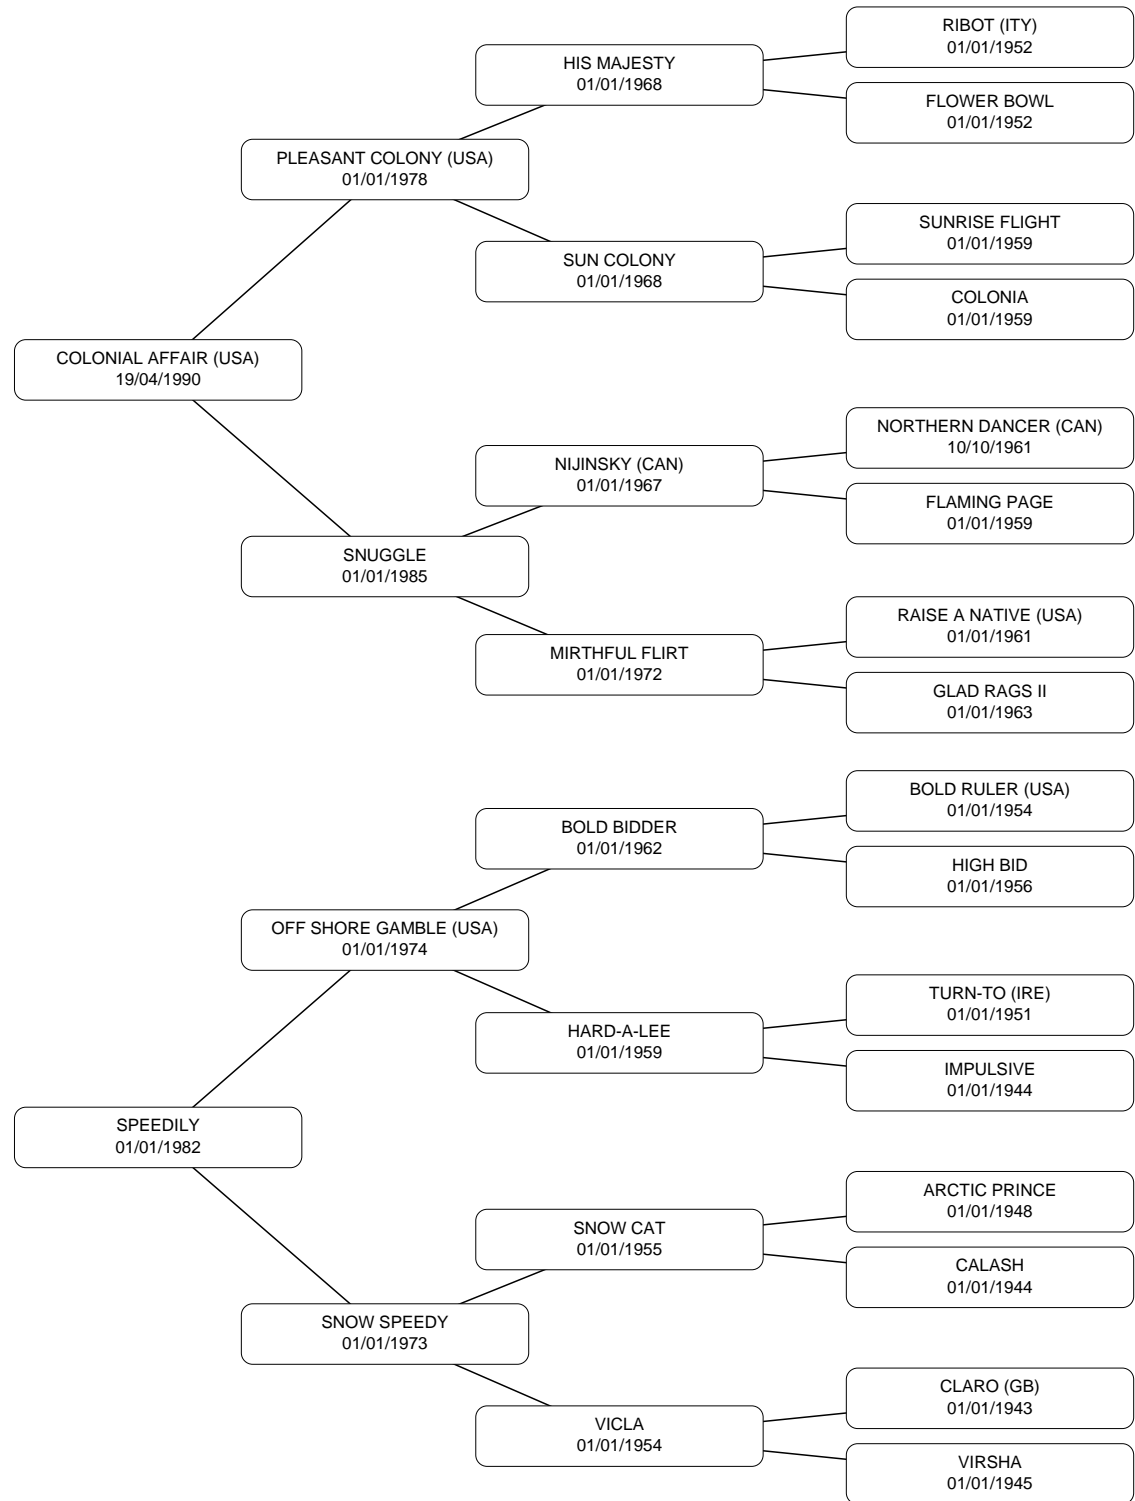 RIBOT (ITY)
01/01/1952
HIS MAJESTY
01/01/1968
FLOWER BOWL
01/01/1952
PLEASANT COLONY (USA)
01/01/1978
SUNRISE FLIGHT
01/01/1959
SUN COLONY
01/01/1968
COLONIA
01/01/1959
COLONIAL AFFAIR (USA)
19/04/1990
NORTHERN DANCER (CAN)
10/10/1961
NIJINSKY (CAN)
01/01/1967
FLAMING PAGE
01/01/1959
SNUGGLE
01/01/1985
RAISE A NATIVE (USA)
01/01/1961
MIRTHFUL FLIRT
01/01/1972
GLAD RAGS II
01/01/1963
BOLD RULER (USA)
01/01/1954
BOLD BIDDER
01/01/1962
HIGH BID
01/01/1956
OFF SHORE GAMBLE (USA)
01/01/1974
TURN-TO (IRE)
01/01/1951
HARD-A-LEE
01/01/1959
IMPULSIVE
01/01/1944
SPEEDILY
01/01/1982
ARCTIC PRINCE
01/01/1948
SNOW CAT
01/01/1955
CALASH
01/01/1944
SNOW SPEEDY
01/01/1973
CLARO (GB)
01/01/1943
VICLA
01/01/1954
VIRSHA
01/01/1945